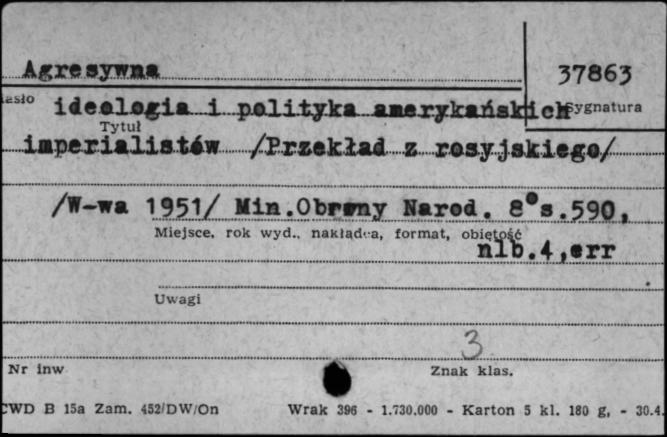 Agresywna
37863
asło
Sygnatura
ideologia i polityka amerykańskich
Tytuł
imperialistów /Przekład z rosyjskiego/
/W-wa 1951/ Min.Obrony Narod. 8°s.590,
Miejsce, rok wyd., nakładca, format, objętość
nlb.4,err
Uwagi
3
Nr inw
Znak klas.
CWD B 15a Zam. 452/DW/On Wrak 396 - 1.730.000 - Karton 5 kl. 180 g, - 30.4.